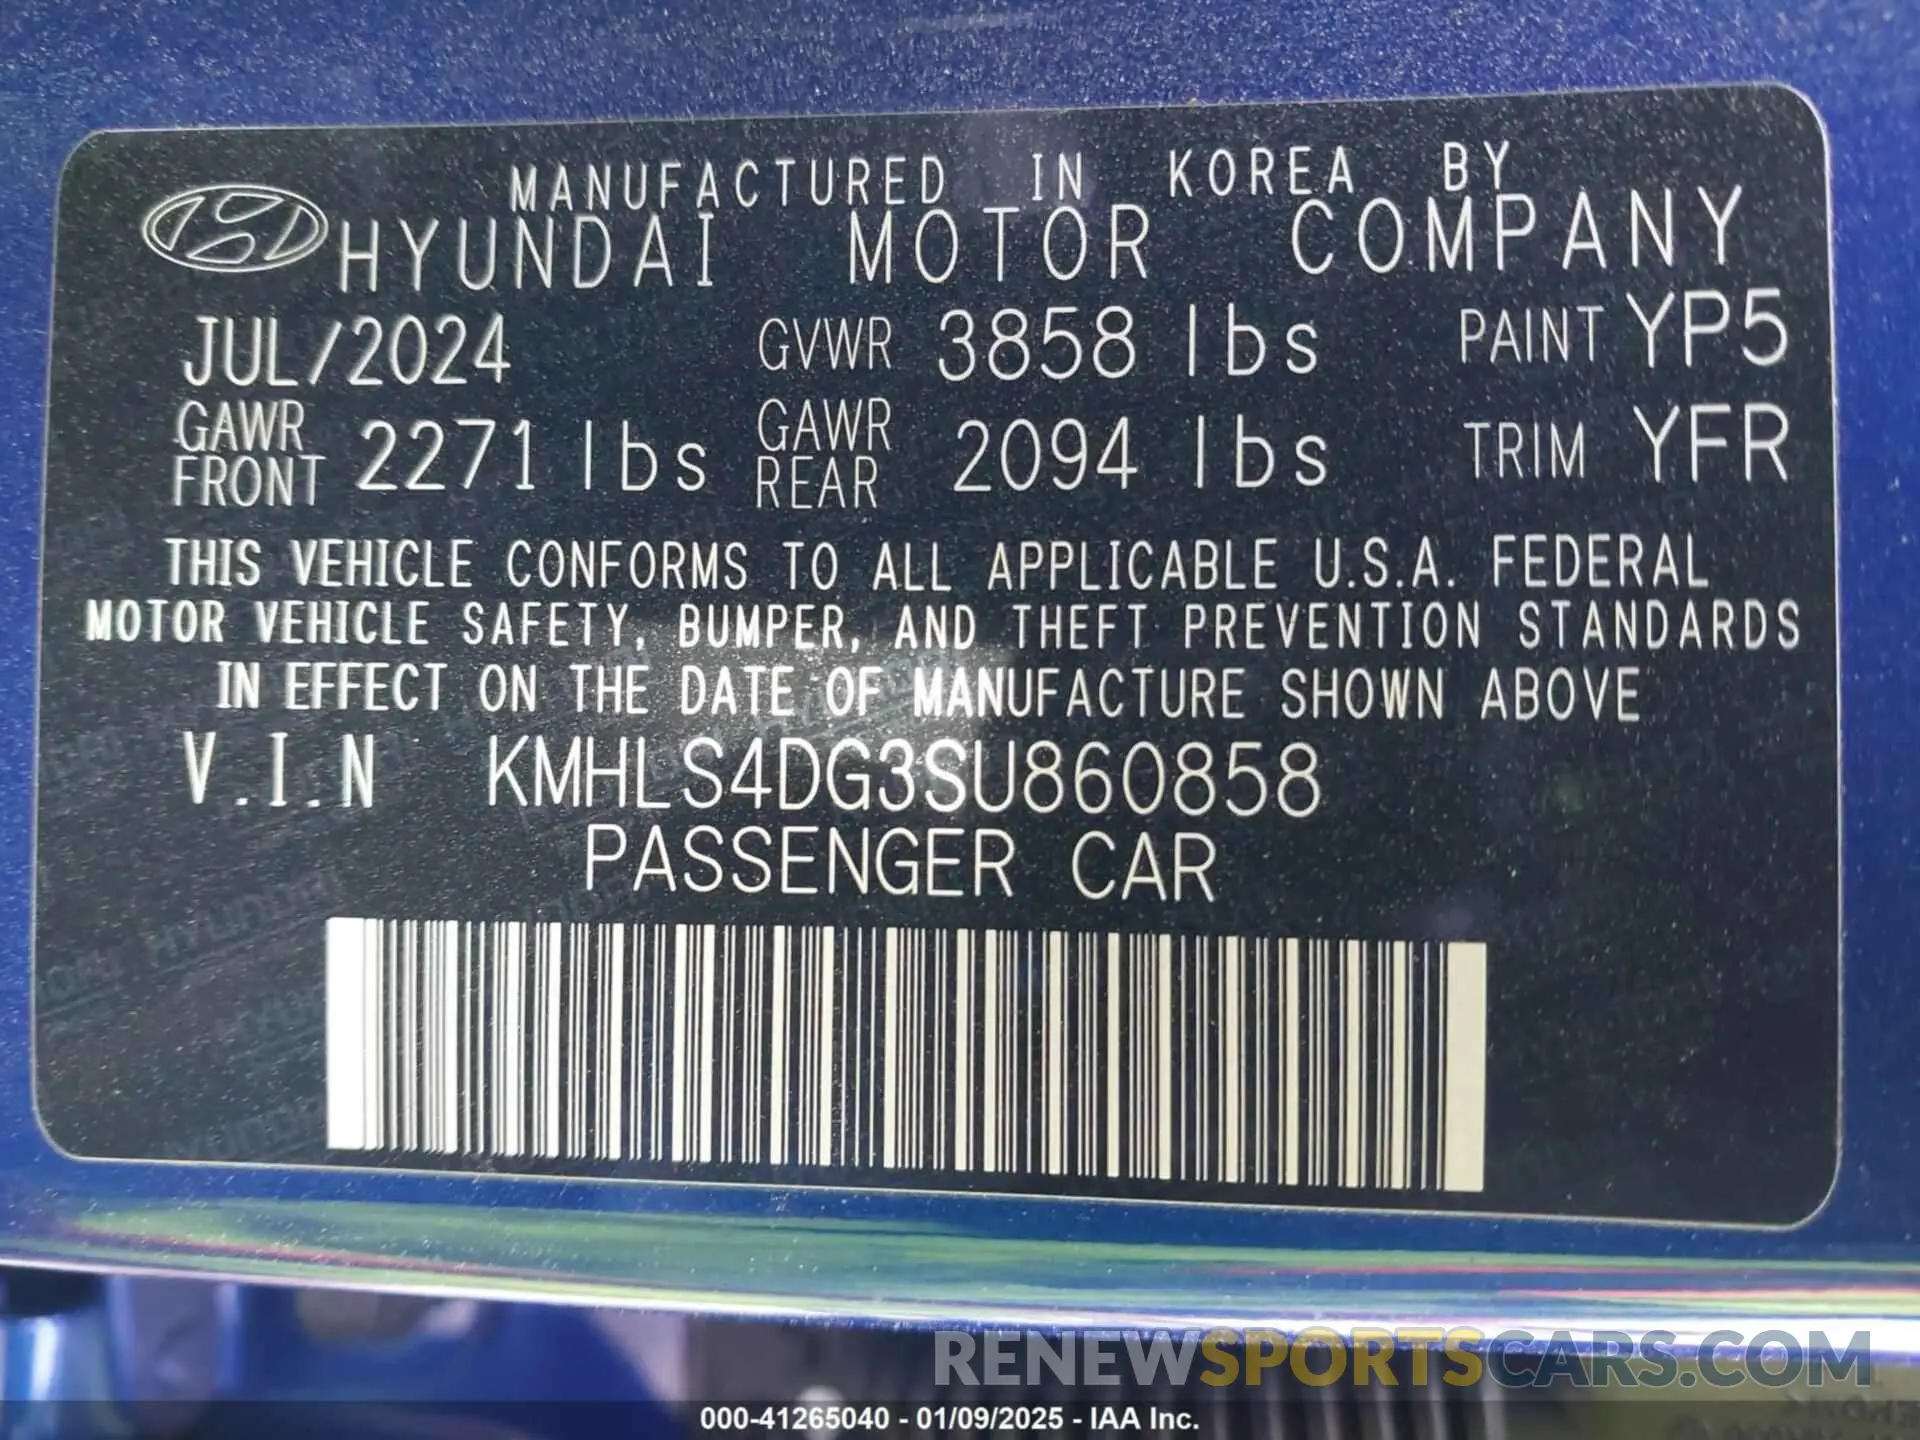 MANUFACTURED IN KOREA BY
HYUNDAI MOTOR COMPANY
JUL/2024 GVWR 3858 lbs PAINT YP5
GAWR FRONT 2271 lbs GAWR REAR 2094 lbs TRIM YFR
THIS VEHICLE CONFORMS TO ALL APPLICABLE U.S.A. FEDERAL
MOTOR VEHICLE SAFETY, BUMPER, AND THEFT PREVENTION STANDARDS
IN EFFECT ON THE DATE OF MANUFACTURE SHOWN ABOVE
V.I.N KMHLS4DG3SU860858
PASSENGER CAR
RENEWSPORTSCARS.COM
000-41265040 - 01/09/2025 - IAA Inc.